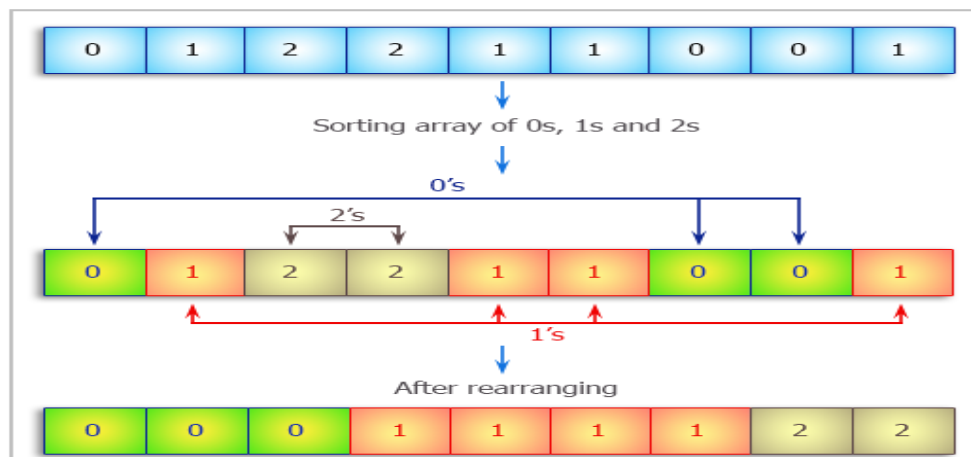 0 1 2 2 1 1 0 0 1
Sorting array of 0s, 1s and 2s
0's
2's
0 1 2 2 1 1 0 0 1
1's
After rearranging
0 0 0 1 1 1 1 2 2